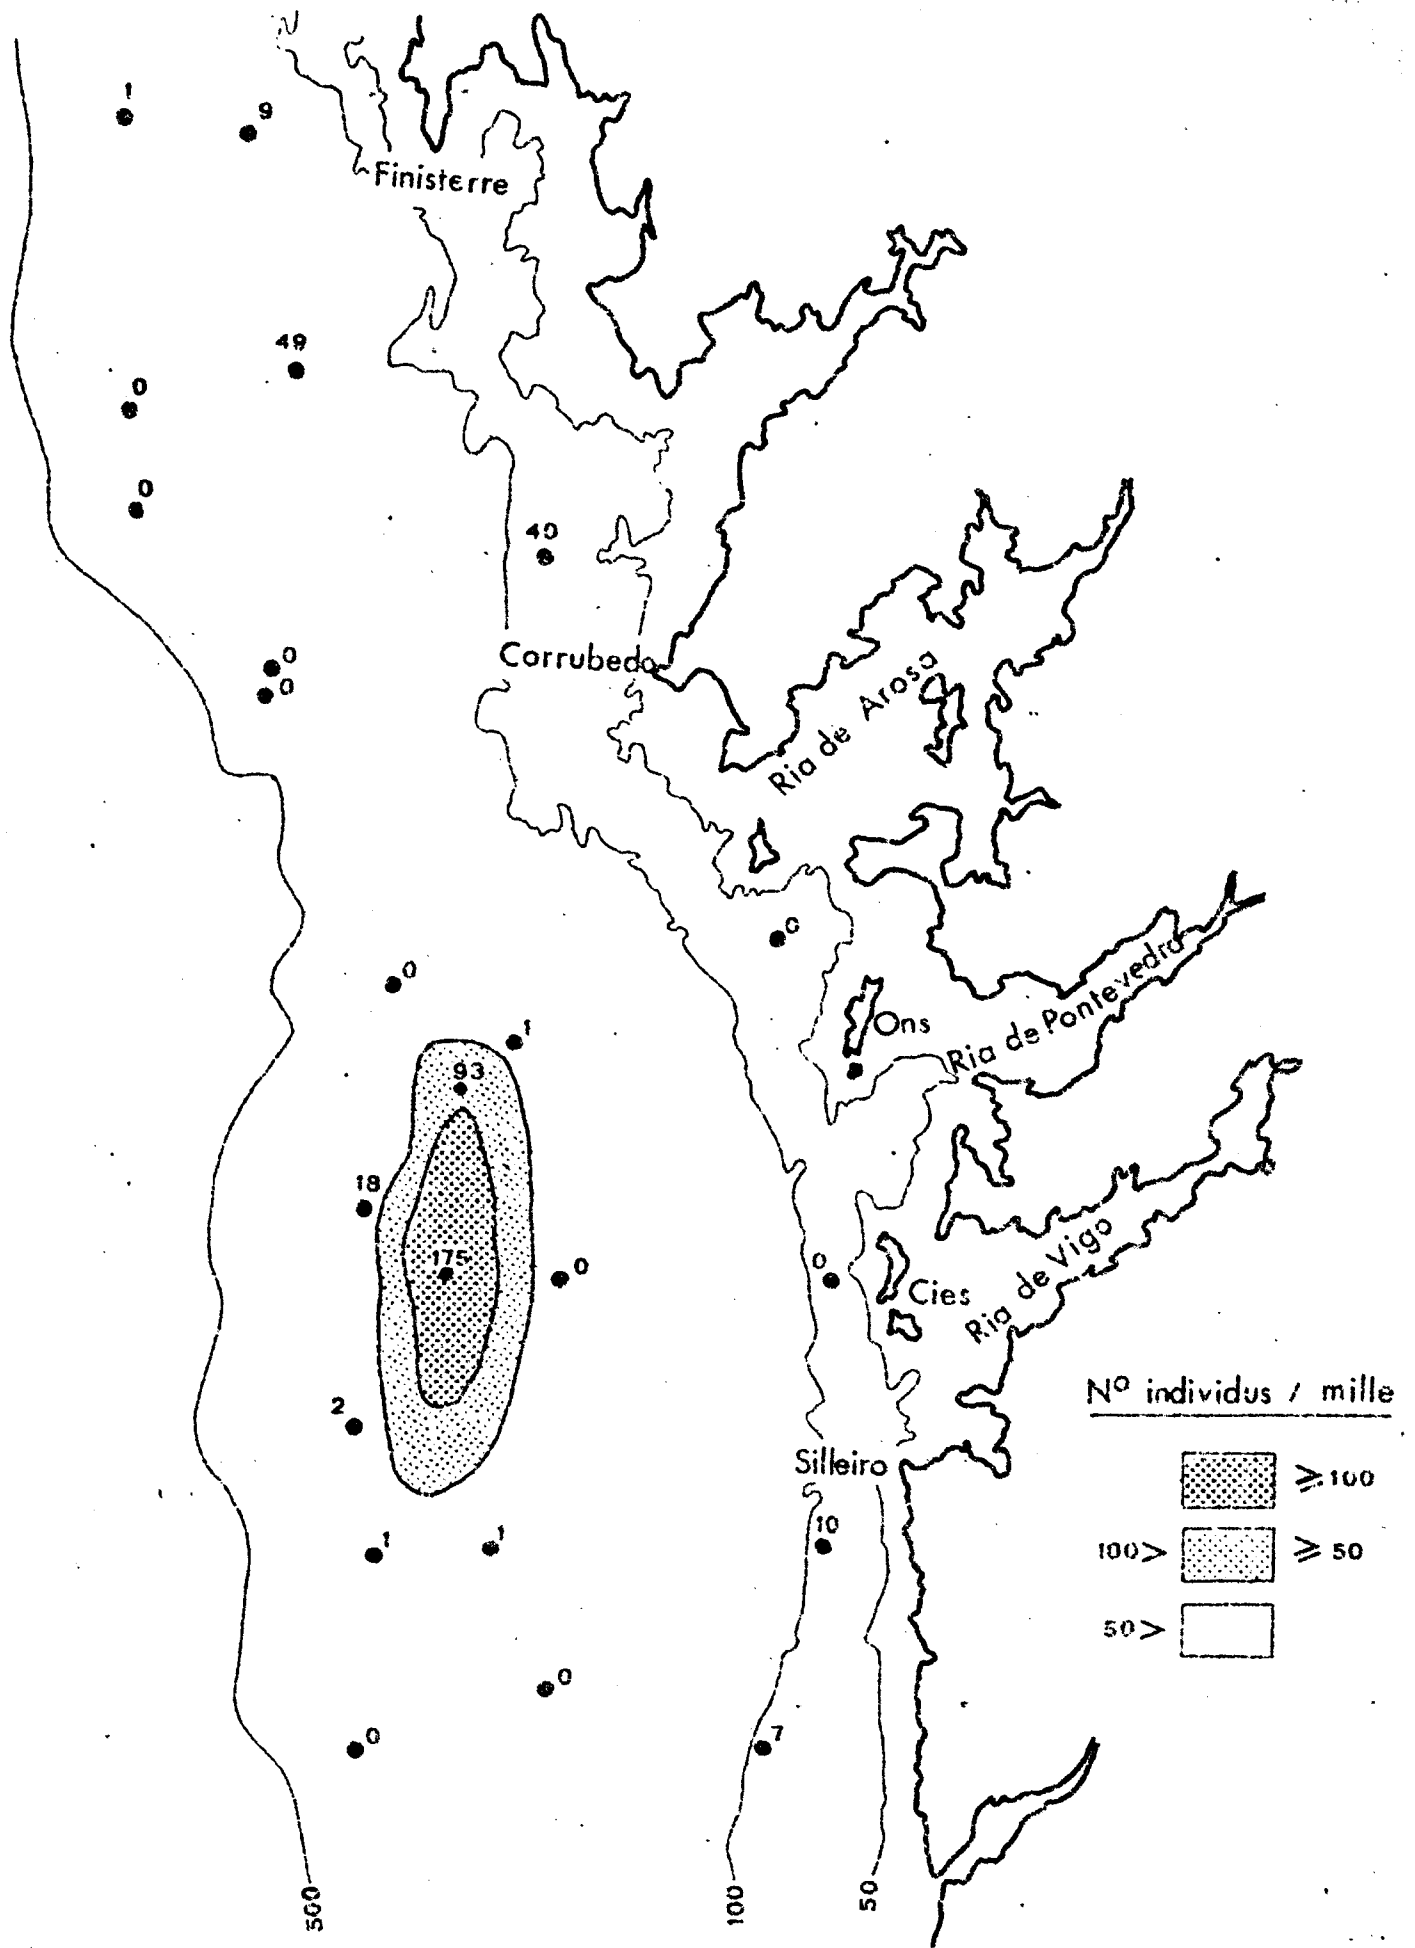 1
9
Finisterre
49
0
0
40
Corrubedo
0
0
Ria de Arosa
0
0
Ons
Ria de Pontevedra
1
93
18
175
0
0
Cies
Ria de Vigo
2
Silleiro
Nº individus / mille
≥100
100> ≥ 50
50>
10
1
1
0
0
7
500
100
50